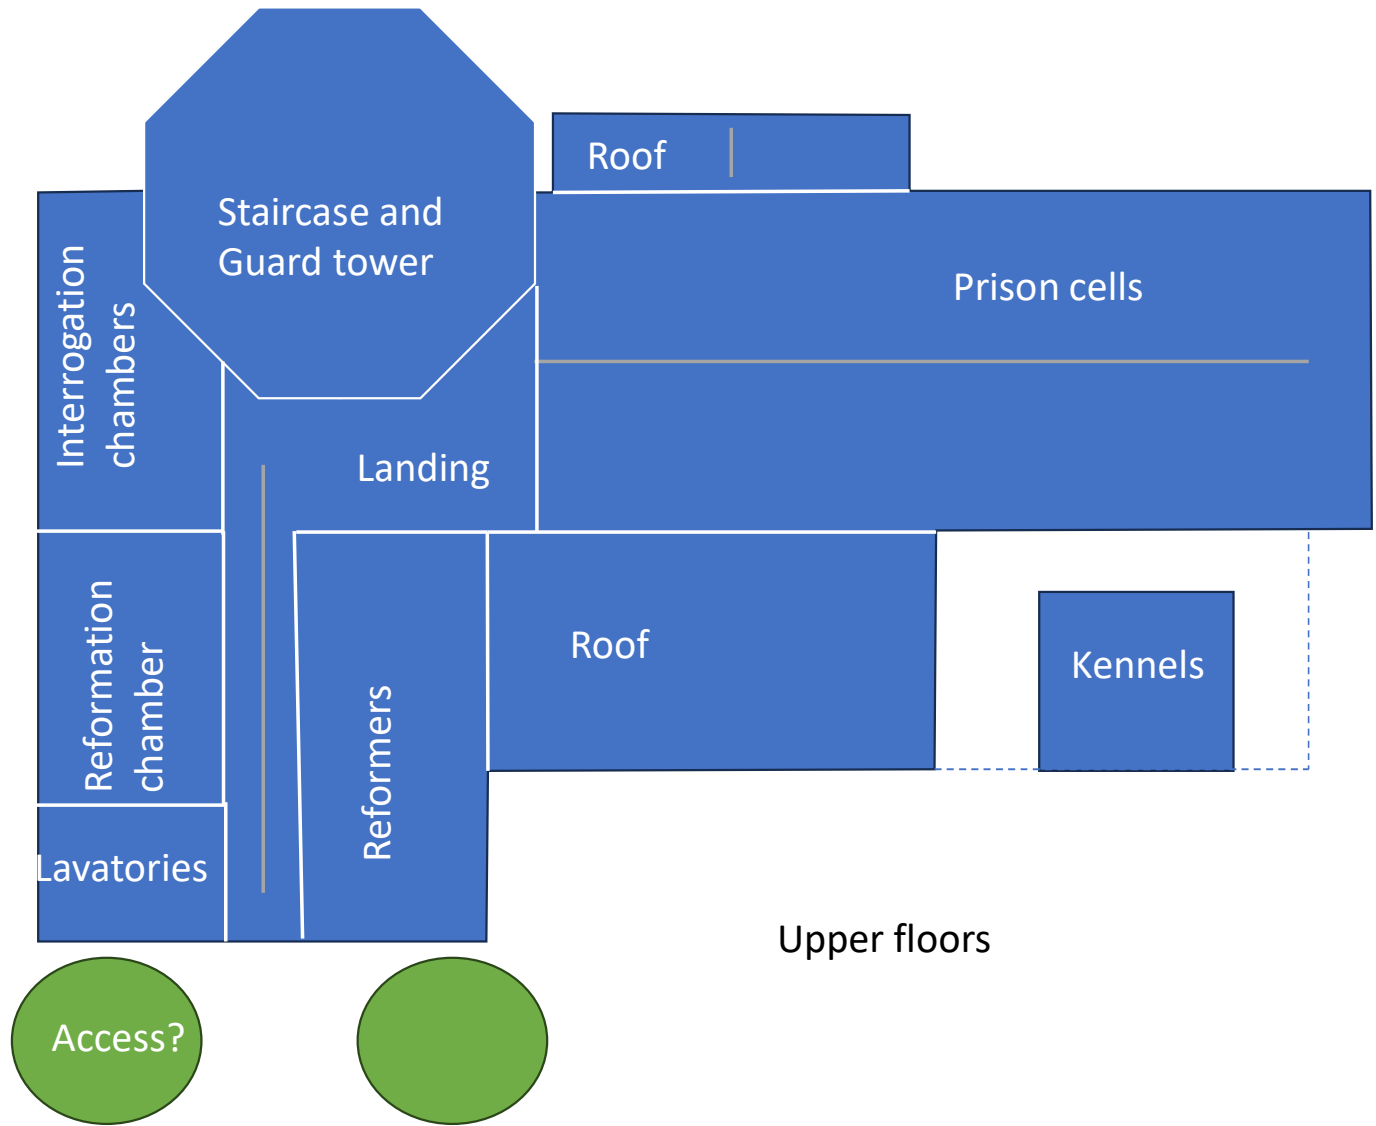 Roof
Staircase and
Guard tower
Prison cells
Interrogation
chambers
Landing
Reformation
chamber
Roof
Kennels
Reformers
Lavatories
Upper floors
Access?